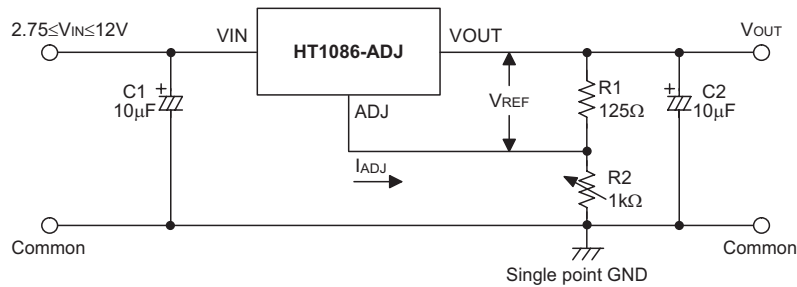 2.75≤VIN≤12V
VIN
HT1086-ADJ
VOUT
VOUT
C1
10μF
ADJ
VREF
R1
125Ω
C2
10μF
IADJ
R2
1kΩ
Common
Common
Single point GND